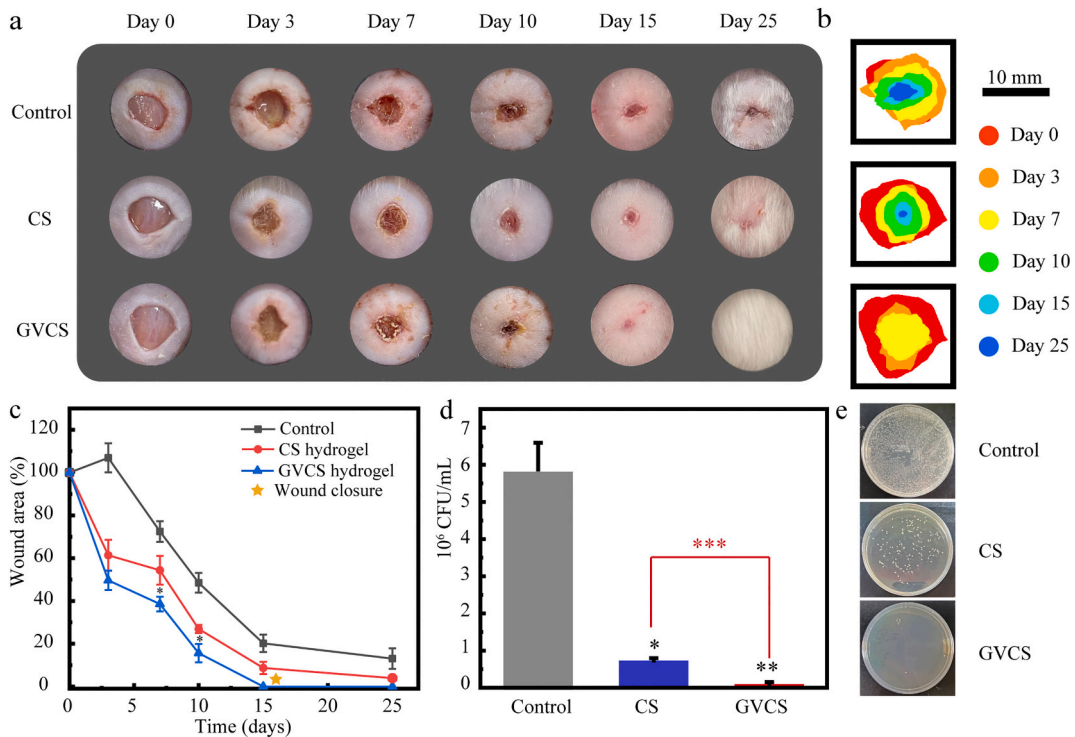 a
Day 0 Day 3 Day 7 Day 10 Day 15 Day 25
Control
CS
GVCS
b
10 mm
Day 0
Day 3
Day 7
Day 10
Day 15
Day 25
c
Wound area (%)
120
100
80
60
40
20
0
Control
CS hydrogel
GVCS hydrogel
Wound closure
*
*
0 5 10 15 20 25
Time (days)
d
10⁶ CFU/mL
7
6
5
4
3
2
1
0
***
*
**
Control CS GVCS
e
Control
CS
GVCS